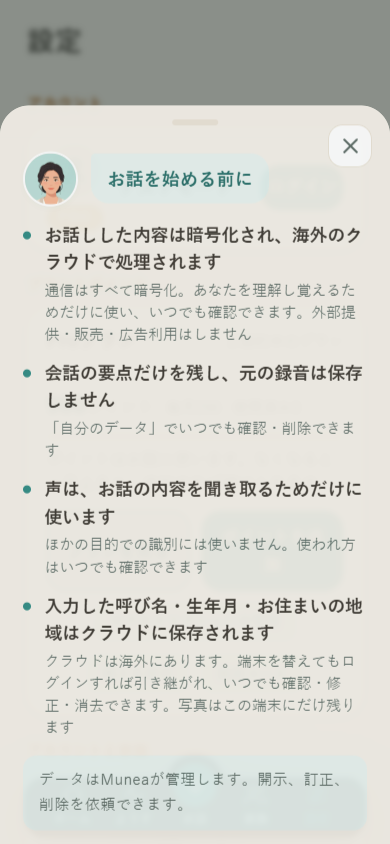 設定
お話を始める前に
お話しした内容は暗号化され、海外のク
ラウドで処理されます
通信はすべて暗号化。あなたを理解し覚えるた
めだけに使い、いつでも確認できます。外部提
供・販売・広告利用はしません
会話の要点だけを残し、元の録音は保存
しません
「自分のデータ」でいつでも確認・削除できま
す
声は、お話の内容を聞き取るためだけに
使います
ほかの目的での識別には使いません。使われ方
はいつでも確認できます
入力した呼び名・生年月・お住まいの地
域はクラウドに保存されます
クラウドは海外にあります。端末を替えてもロ
グインすれば引き継がれ、いつでも確認・修
正・消去できます。写真はこの端末にだけ残り
ます
データはMuneaが管理します。開示、訂正、
削除を依頼できます。